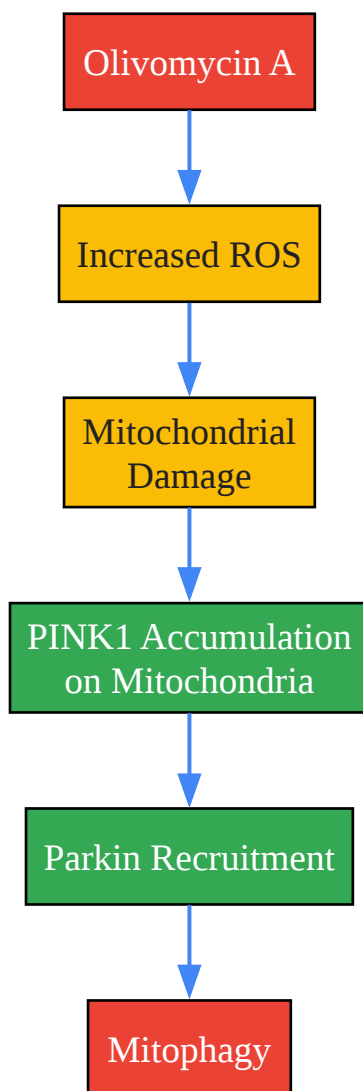 Olivomycin A
Increased ROS
Mitochondrial
Damage
PINK1 Accumulation
on Mitochondria
Parkin Recruitment
Mitophagy